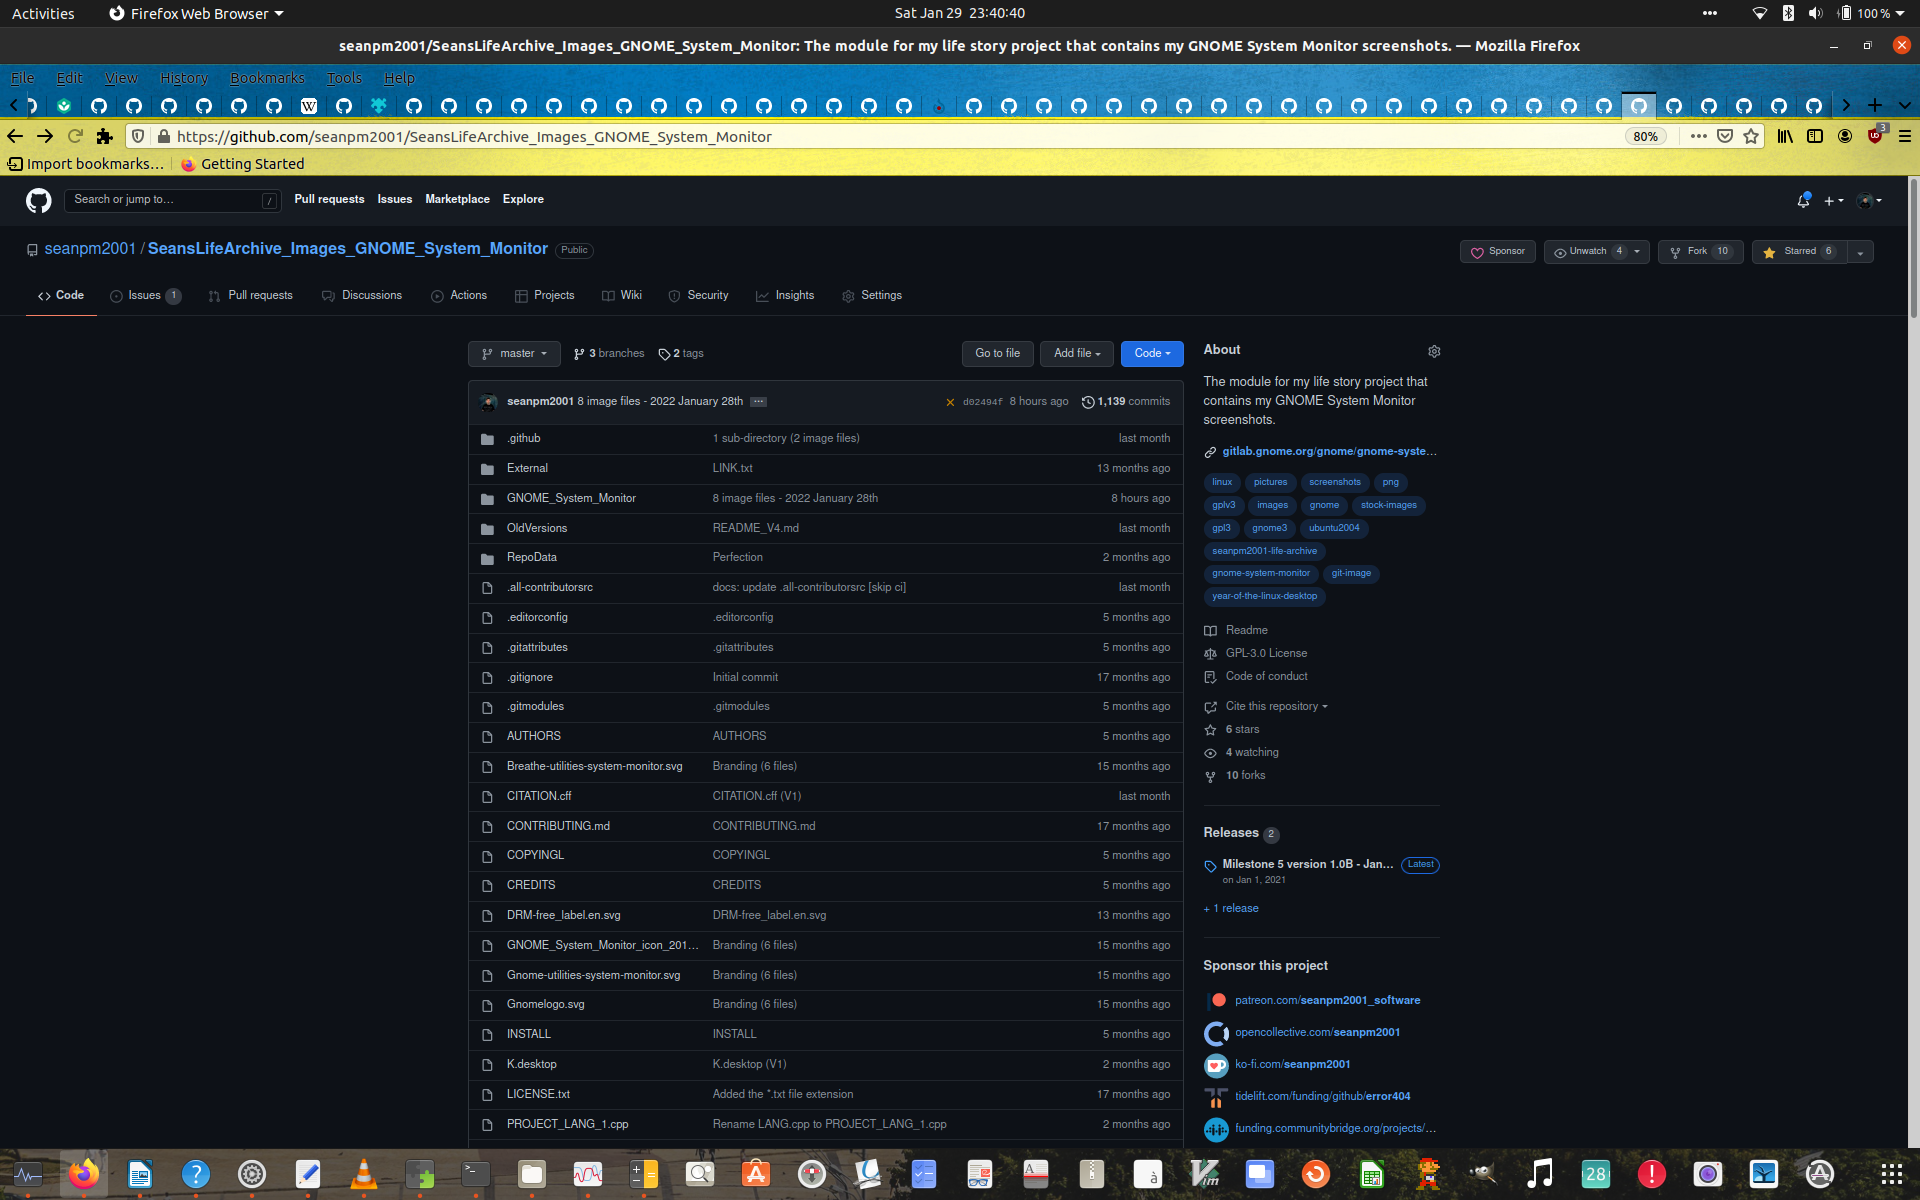 Activities Firefox Web Browser Sat Jan 29 23:40:40 100 %
seanpm2001/SeansLifeArchive_Images_GNOME_System_Monitor: The module for my life story project that contains my GNOME System Monitor screenshots. — Mozilla Firefox
File Edit View History Bookmarks Tools Help
https://github.com/seanpm2001/SeansLifeArchive_Images_GNOME_System_Monitor 80% 3
Import bookmarks… Getting Started
Search or jump to… / Pull requests Issues Marketplace Explore
seanpm2001 / SeansLifeArchive_Images_GNOME_System_Monitor Public Sponsor Unwatch 4 Fork 10 Starred 6
Code Issues 1 Pull requests Discussions Actions Projects Wiki Security Insights Settings
master 3 branches 2 tags Go to file Add file Code
seanpm2001 8 image files - 2022 January 28th ... d02494f 8 hours ago 1,139 commits
.github 1 sub-directory (2 image files) last month
External LINK.txt 13 months ago
GNOME_System_Monitor 8 image files - 2022 January 28th 8 hours ago
OldVersions README_V4.md last month
RepoData Perfection 2 months ago
.all-contributorsrc docs: update .all-contributorsrc [skip ci] last month
.editorconfig .editorconfig 5 months ago
.gitattributes .gitattributes 5 months ago
.gitignore Initial commit 17 months ago
.gitmodules .gitmodules 5 months ago
AUTHORS AUTHORS 5 months ago
Breathe-utilities-system-monitor.svg Branding (6 files) 15 months ago
CITATION.cff CITATION.cff (V1) last month
CONTRIBUTING.md CONTRIBUTING.md 17 months ago
COPYINGL COPYINGL 5 months ago
CREDITS CREDITS 5 months ago
DRM-free_label.en.svg DRM-free_label.en.svg 13 months ago
GNOME_System_Monitor_icon_201… Branding (6 files) 15 months ago
Gnome-utilities-system-monitor.svg Branding (6 files) 15 months ago
Gnomelogo.svg Branding (6 files) 15 months ago
INSTALL INSTALL 5 months ago
K.desktop K.desktop (V1) 2 months ago
LICENSE.txt Added the *.txt file extension 17 months ago
PROJECT_LANG_1.cpp Rename LANG.cpp to PROJECT_LANG_1.cpp 2 months ago
About
The module for my life story project that
contains my GNOME System Monitor
screenshots.
gitlab.gnome.org/gnome/gnome-syste…
linux pictures screenshots png
gplv3 images gnome stock-images
gpl3 gnome3 ubuntu2004
seanpm2001-life-archive
gnome-system-monitor git-image
year-of-the-linux-desktop
Readme
GPL-3.0 License
Code of conduct
Cite this repository
6 stars
4 watching
10 forks
Releases 2
Milestone 5 version 1.0B - Jan… Latest
on Jan 1, 2021
+ 1 release
Sponsor this project
patreon.com/seanpm2001_software
opencollective.com/seanpm2001
ko-fi.com/seanpm2001
tidelift.com/funding/github/error404
funding.communitybridge.org/projects/…
28